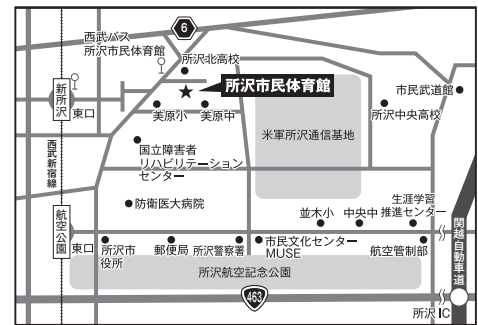 6
西武バス
所沢市民体育館
所沢北高校
所沢市民体育館
新所沢
東口
美原小
美原中
市民武道館
所沢中央高校
米軍所沢通信基地
国立障害者
リハビリテーション
センター
西武新宿線
防衛医大病院
航空公園
東口
所沢市
役所
郵便局
所沢警察署
市民文化センター
MUSE
並木小
中央中
生涯学習
推進センター
航空管制部
関越自動車道
所沢航空記念公園
463
所沢IC